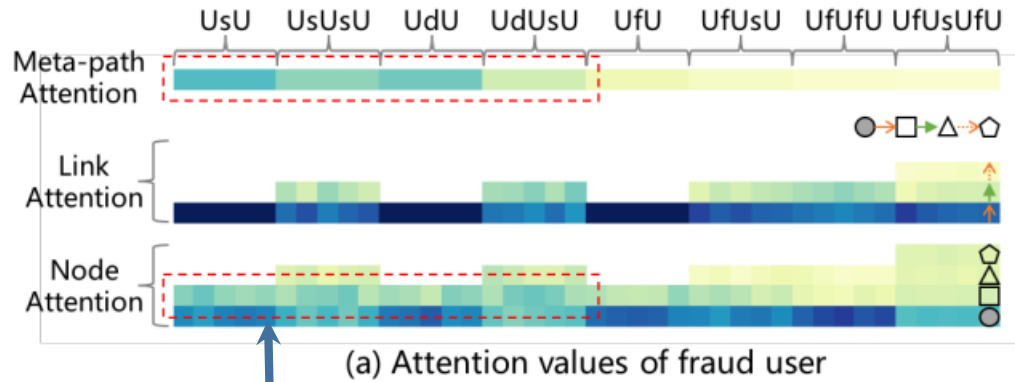 UsU UsUsU UdU UdUsU UfU UfUsU UfUfU UfUsUfU
Meta-path
Attention
Link
Attention
Node
Attention
(a) Attention values of fraud user